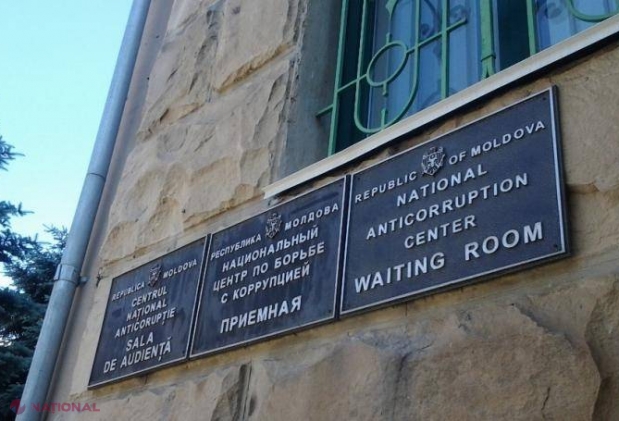 REPUBLICA MOLDOVA
CENTRUL
NATIONAL
ANTICORUPȚIE
SALA
DE AUDIENȚĂ
РЕСПУБЛИКА МОЛДОВА
НАЦИОНАЛЬНЫЙ
ЦЕНТР ПО БОРЬБЕ
С КОРРУПЦИЕЙ
ПРИЕМНАЯ
REPUBLIC OF MOLDOVA
NATIONAL
ANTICORRUPTION
CENTER
WAITING ROOM
NATIONAL